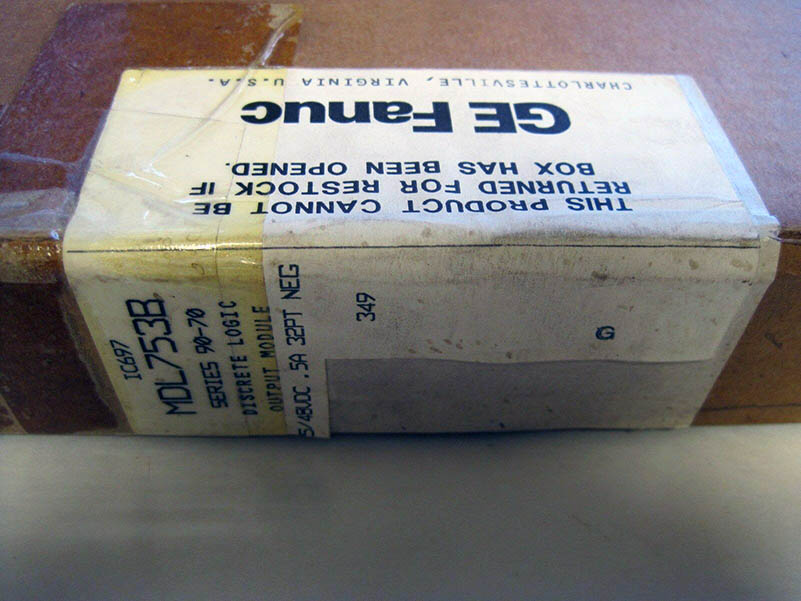 GE Fanuc
CHARLOTTESVILLE, VIRGINIA U.S.A.
THIS PRODUCT CANNOT BE
RETURNED FOR RESTOCK IF
BOX HAS BEEN OPENED.
IC697
MDL753B
SERIES 90-70
DISCRETE LOGIC
OUTPUT MODULE
5/48VDC .5A 32PT NEG
349
G